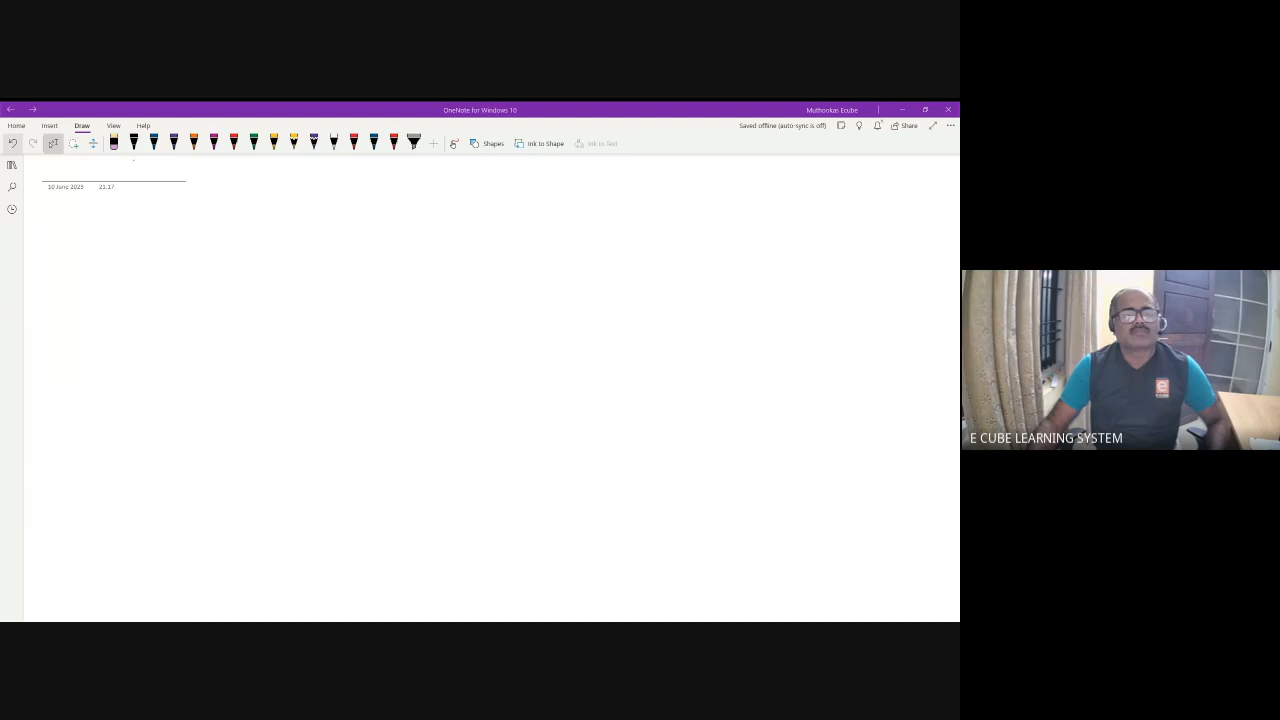 OneNote for Windows 10
Muthookas Ecube
Home Insert Draw View Help
Saved offline (auto-sync is off)
Share
Shapes
Ink to Shape
Ink to Text
10 June 2023 21:17
e
E CUBE
E CUBE LEARNING SYSTEM